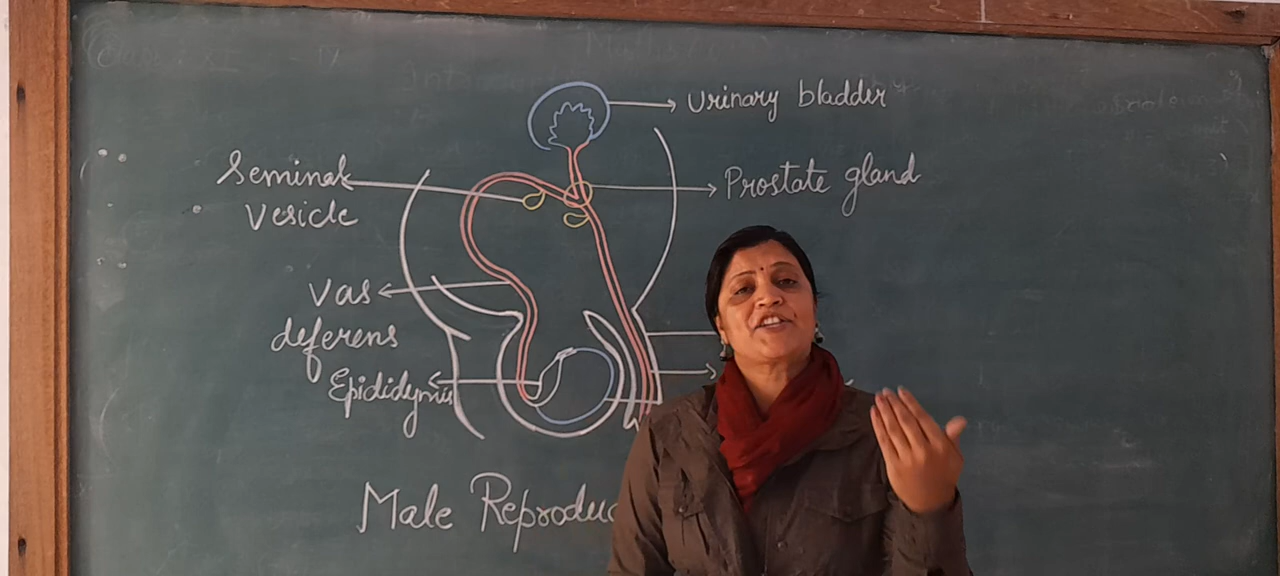 Urinary bladder
Seminal
Vesicle
Prostate gland
Vas
deferens
Epididymis
Male Reproduc